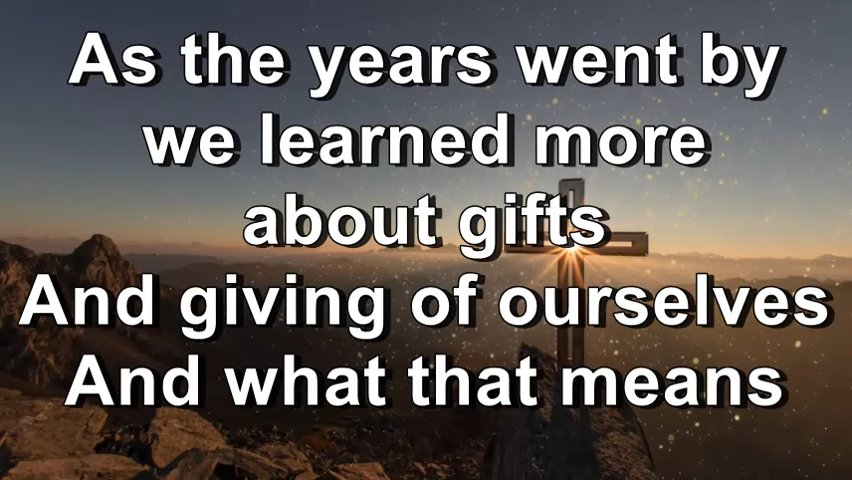 As the years went by
we learned more
about gifts
And giving of ourselves
And what that means